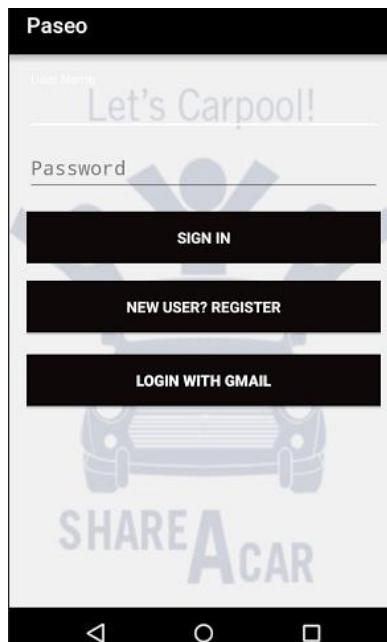 Paseo
User Name
Let's Carpool!
Password
SIGN IN
NEW USER? REGISTER
LOGIN WITH GMAIL
SHARE A CAR